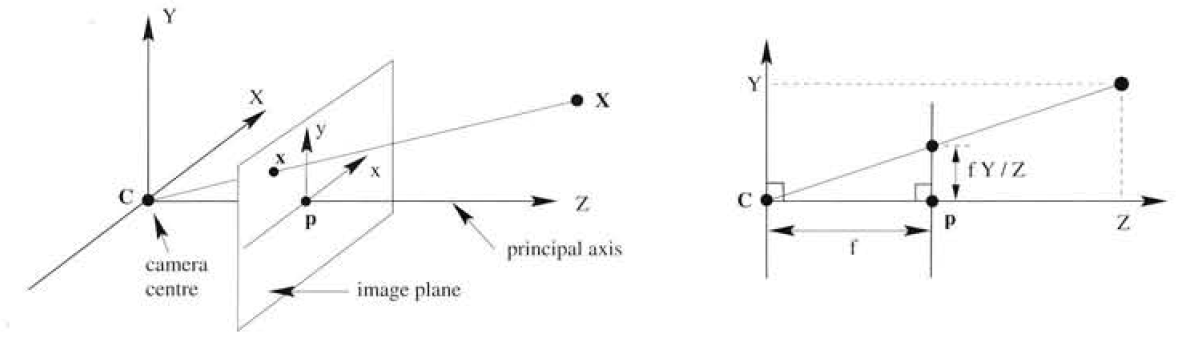 Y
X
X
x
y
x
C
p
Z
camera
centre
principal axis
image plane
Y
f Y / Z
C
p
Z
f